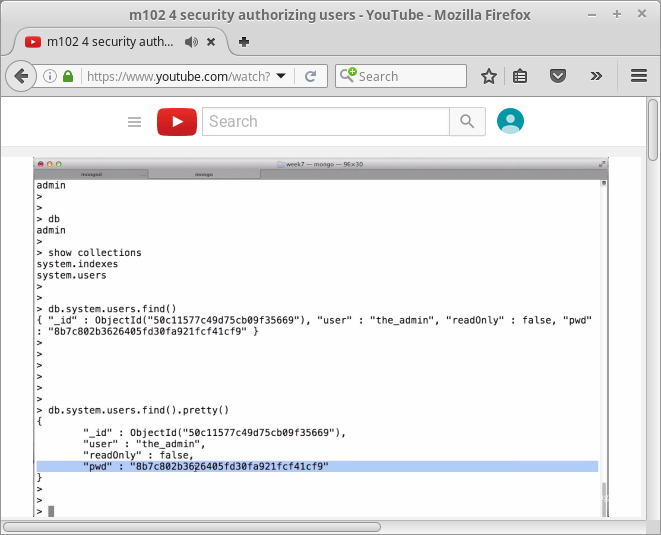 m102 4 security authorizing users - YouTube - Mozilla Firefox
m102 4 security auth...
https://www.youtube.com/watch?
Search
Search
week7 — mongo — 96×30
mongod
mongo
admin
>
>
> db
admin
>
> show collections
system.indexes
system.users
>
>
> db.system.users.find()
{ "_id" : ObjectId("50c11577c49d75cb09f35669"), "user" : "the_admin", "readOnly" : false, "pwd"
: "8b7c802b3626405fd30fa921fcf41cf9" }
>
>
>
>
>
>
> db.system.users.find().pretty()
{
"_id" : ObjectId("50c11577c49d75cb09f35669"),
"user" : "the_admin",
"readOnly" : false,
"pwd" : "8b7c802b3626405fd30fa921fcf41cf9"
}
>
>
>